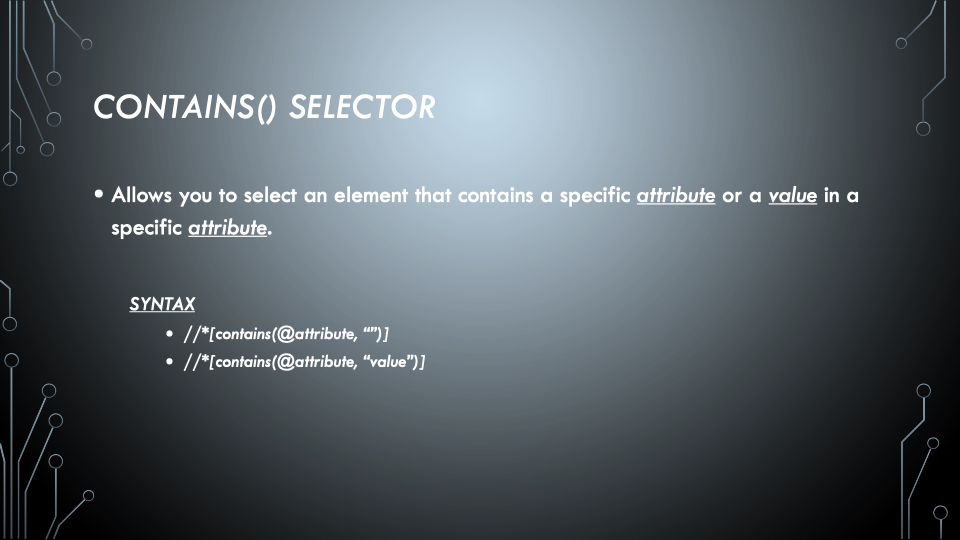 CONTAINS() SELECTOR
• Allows you to select an element that contains a specific attribute or a value in a
specific attribute.
SYNTAX
• //*[contains(@attribute, “”)]
• //*[contains(@attribute, “value”)]